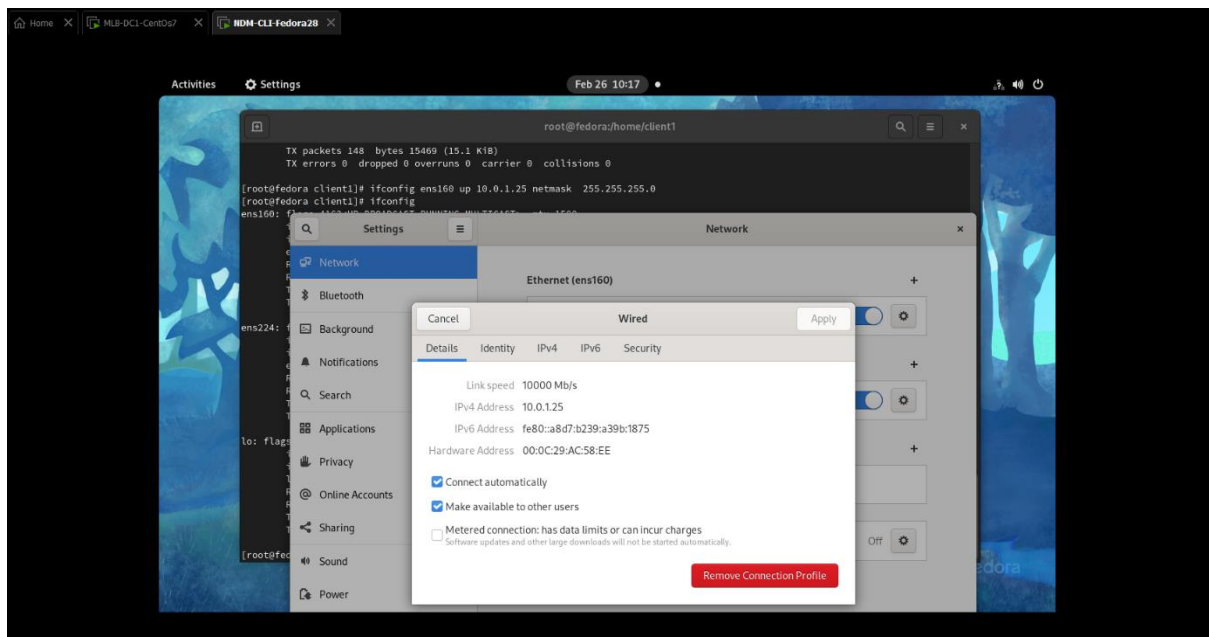 Home MLB-DC1-CentOs7 NDM-CLI-Fedora28
Activities Settings Feb 26 10:17
root@fedora:/home/client1
TX packets 148 bytes 15469 (15.1 KiB)
TX errors 0 dropped 0 overruns 0 carrier 0 collisions 0
[root@fedora client1]# ifconfig ens160 up 10.0.1.25 netmask 255.255.255.0
[root@fedora client1]# ifconfig
ens160:
Settings Network
Network
Ethernet (ens160)
Bluetooth
ens224:
Background
Cancel Wired Apply
Details Identity IPv4 IPv6 Security
Notifications
Link speed 10000 Mb/s
Search
IPv4 Address 10.0.1.25
Applications
IPv6 Address fe80::a8d7:b239:a39b:1875
lo: flags
Hardware Address 00:0C:29:AC:58:EE
Privacy
Connect automatically
Online Accounts
Make available to other users
Sharing
Metered connection: has data limits or can incur charges
Software updates and other large downloads will not be started automatically.
Off
[root@fed
Sound
Remove Connection Profile
edora
Power